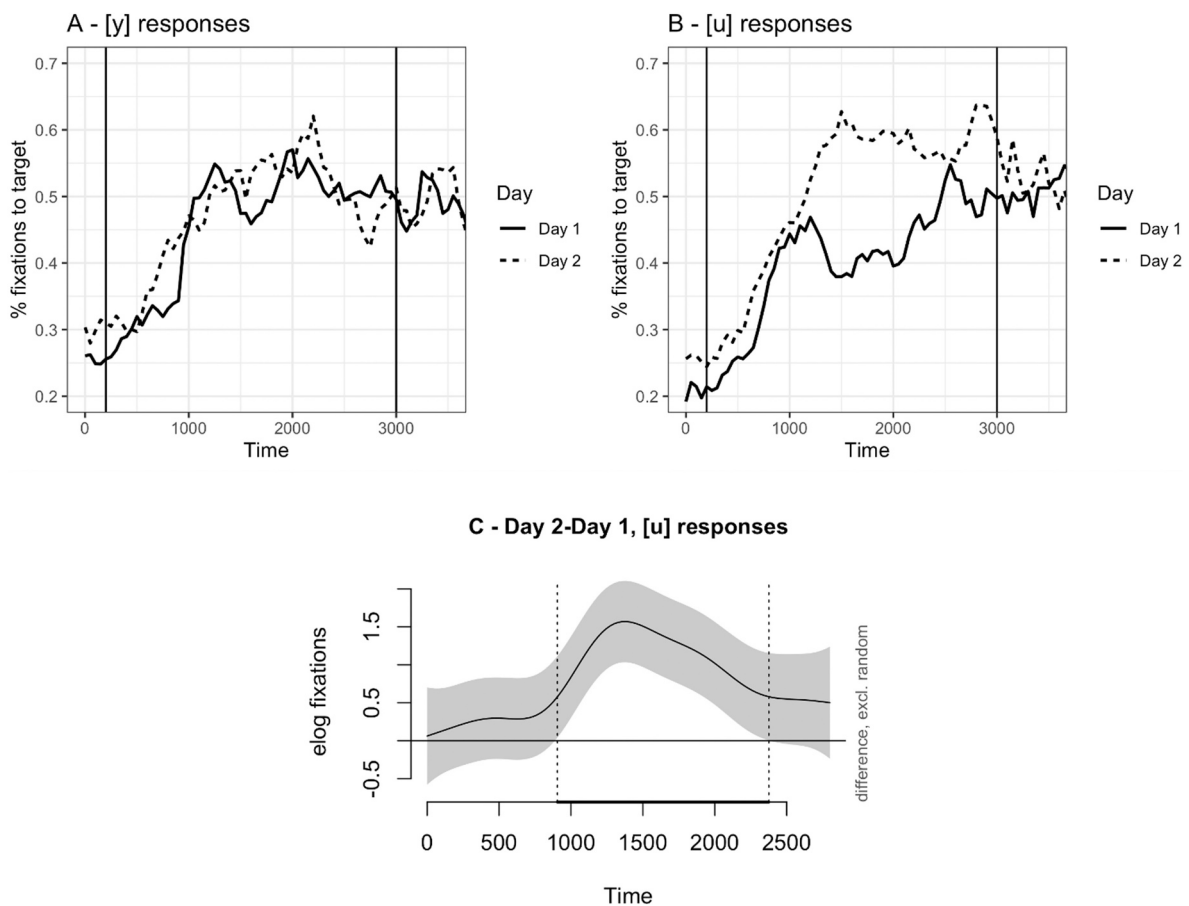 A - [y] responses
0.7
0.6
0.5
0.4
0.3
0.2
% fixations to target
0 1000 2000 3000
Time
Day
Day 1
Day 2
B - [u] responses
0.7
0.6
0.5
0.4
0.3
0.2
% fixations to target
0 1000 2000 3000
Time
Day
Day 1
Day 2
C - Day 2-Day 1, [u] responses
1.5
0.5
-0.5
elog fixations
0 500 1000 1500 2000 2500
Time
difference, excl. random